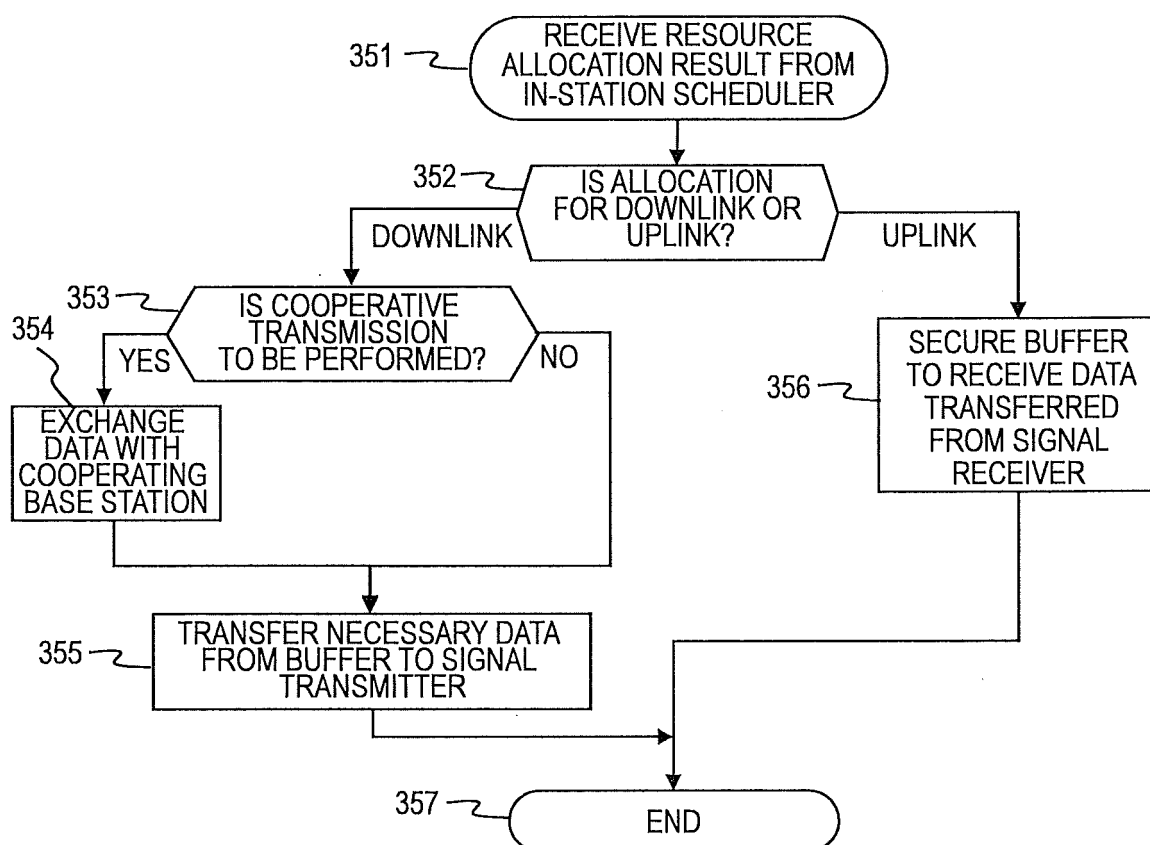 351
RECEIVE RESOURCE
ALLOCATION RESULT FROM
IN-STATION SCHEDULER
352
IS ALLOCATION
FOR DOWNLINK OR
UPLINK?
DOWNLINK
UPLINK
353
IS COOPERATIVE
TRANSMISSION
TO BE PERFORMED?
YES
NO
354
EXCHANGE
DATA WITH
COOPERATING
BASE STATION
356
SECURE BUFFER
TO RECEIVE DATA
TRANSFERRED
FROM SIGNAL
RECEIVER
355
TRANSFER NECESSARY DATA
FROM BUFFER TO SIGNAL
TRANSMITTER
357
END